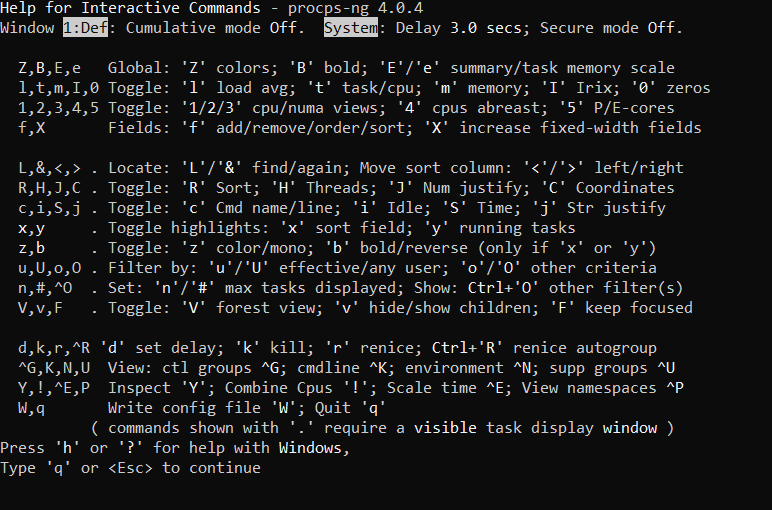 Help for Interactive Commands - procps-ng 4.0.4
Window 1:Def: Cumulative mode Off.  System: Delay 3.0 secs; Secure mode Off.

  Z,B,E,e   Global: 'Z' colors; 'B' bold; 'E'/'e' summary/task memory scale
  l,t,m,I,0 Toggle: 'l' load avg; 't' task/cpu; 'm' memory; 'I' Irix; '0' zeros
  1,2,3,4,5 Toggle: '1/2/3' cpu/numa views; '4' cpus abreast; '5' P/E-cores
  f,X       Fields: 'f' add/remove/order/sort; 'X' increase fixed-width fields

  L,&,<,> . Locate: 'L'/'&' find/again; Move sort column: '<'/'>' left/right
  R,H,J,C . Toggle: 'R' Sort; 'H' Threads; 'J' Num justify; 'C' Coordinates
  c,i,S,j . Toggle: 'c' Cmd name/line; 'i' Idle; 'S' Time; 'j' Str justify
  x,y     . Toggle highlights: 'x' sort field; 'y' running tasks
  z,b     . Toggle: 'z' color/mono; 'b' bold/reverse (only if 'x' or 'y')
  u,U,o,O . Filter by: 'u'/'U' effective/any user; 'o'/'O' other criteria
  n,#,^O  . Set: 'n'/'#' max tasks displayed; Show: Ctrl+'O' other filter(s)
  V,v,F   . Toggle: 'V' forest view; 'v' hide/show children; 'F' keep focused

  d,k,r,^R 'd' set delay; 'k' kill; 'r' renice; Ctrl+'R' renice autogroup
  ^G,K,N,U  View: ctl groups ^G; cmdline ^K; environment ^N; supp groups ^U
  Y,!,^E,P  Inspect 'Y'; Combine Cpus '!'; Scale time ^E; View namespaces ^P
  W,q       Write config file 'W'; Quit 'q'
          ( commands shown with '.' require a visible task display window )
Press 'h' or '?' for help with Windows,
Type 'q' or <Esc> to continue